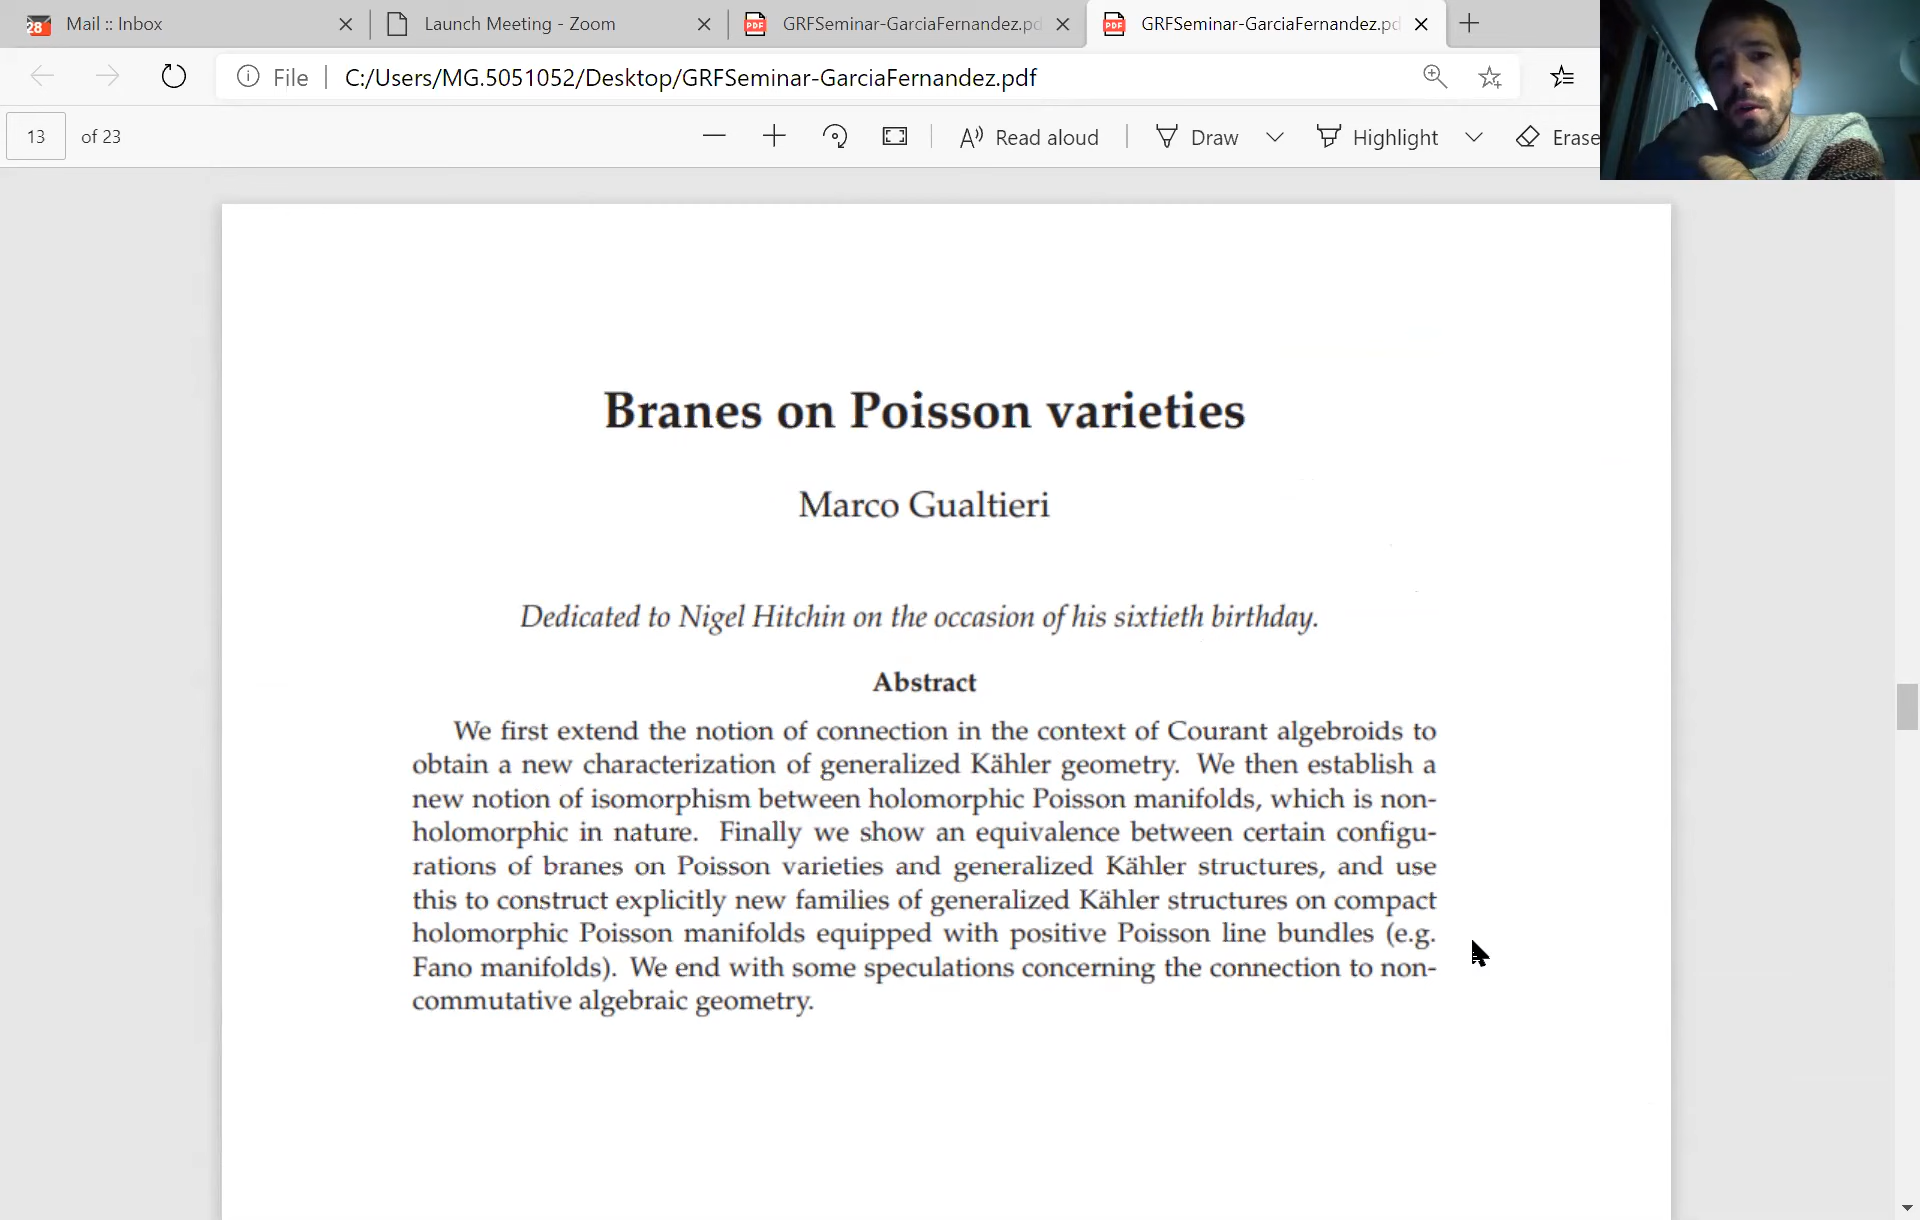 28 Mail :: Inbox
Launch Meeting - Zoom
PDF GRFSeminar-GarciaFernandez.pd
PDF GRFSeminar-GarciaFernandez.pd
File
C:/Users/MG.5051052/Desktop/GRFSeminar-GarciaFernandez.pdf
13 of 23
Read aloud
Draw
Highlight
Erase
Branes on Poisson varieties
Marco Gualtieri
Dedicated to Nigel Hitchin on the occasion of his sixtieth birthday.
Abstract
We first extend the notion of connection in the context of Courant algebroids to
obtain a new characterization of generalized Kähler geometry. We then establish a
new notion of isomorphism between holomorphic Poisson manifolds, which is non-
holomorphic in nature. Finally we show an equivalence between certain configu-
rations of branes on Poisson varieties and generalized Kähler structures, and use
this to construct explicitly new families of generalized Kähler structures on compact
holomorphic Poisson manifolds equipped with positive Poisson line bundles (e.g.
Fano manifolds). We end with some speculations concerning the connection to non-
commutative algebraic geometry.